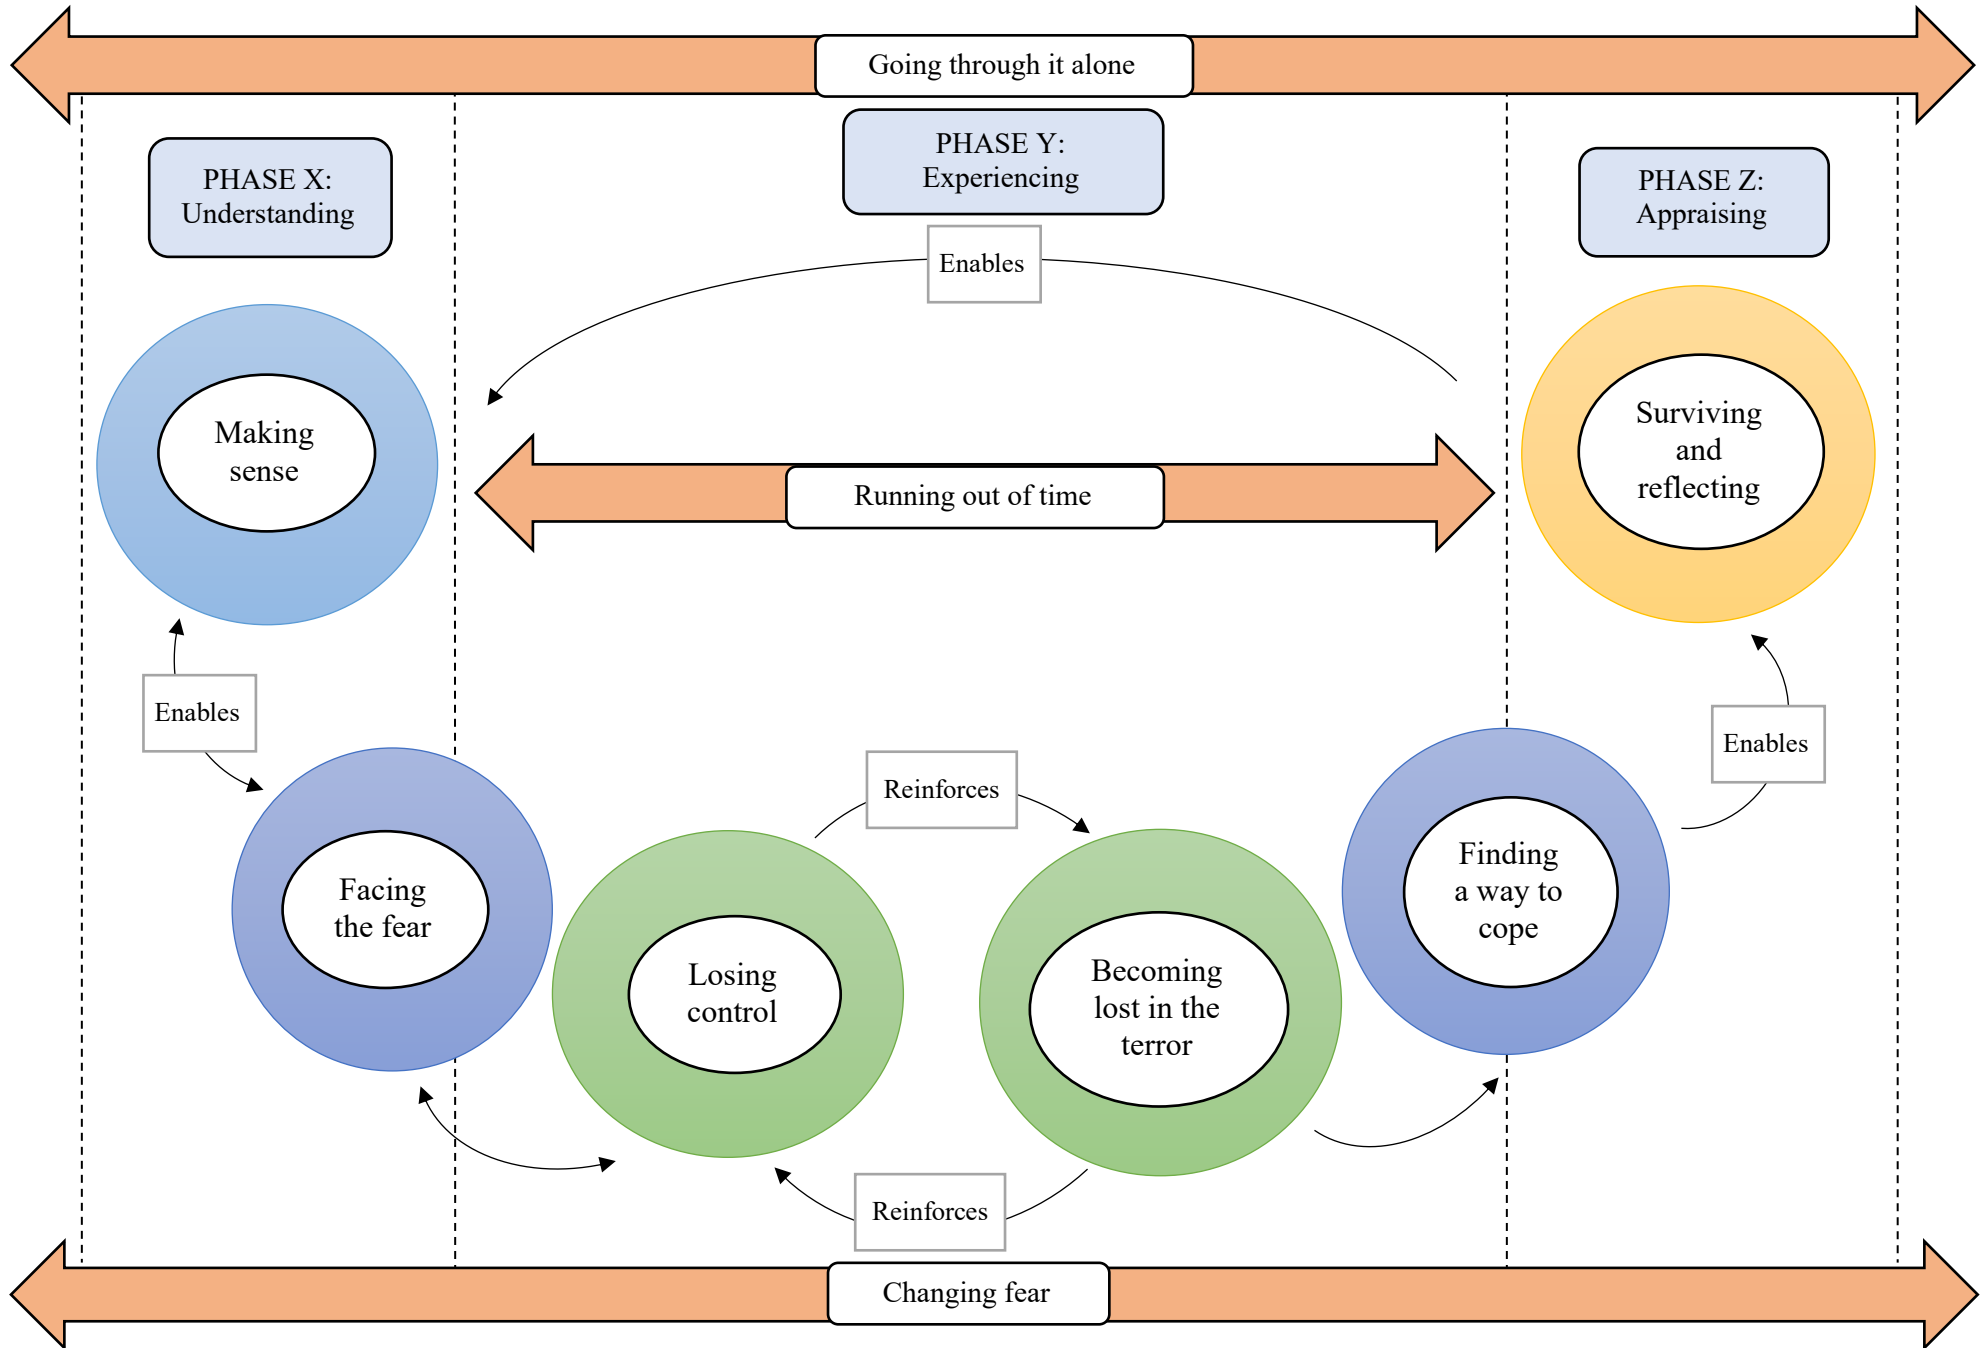 Going through it alone
PHASE X:
Understanding
PHASE Y:
Experiencing
PHASE Z:
Appraising
Enables
Making
sense
Running out of time
Surviving
and
reflecting
Enables
Enables
Reinforces
Facing
the fear
Losing
control
Becoming
lost in the
terror
Finding
a way to
cope
Reinforces
Changing fear